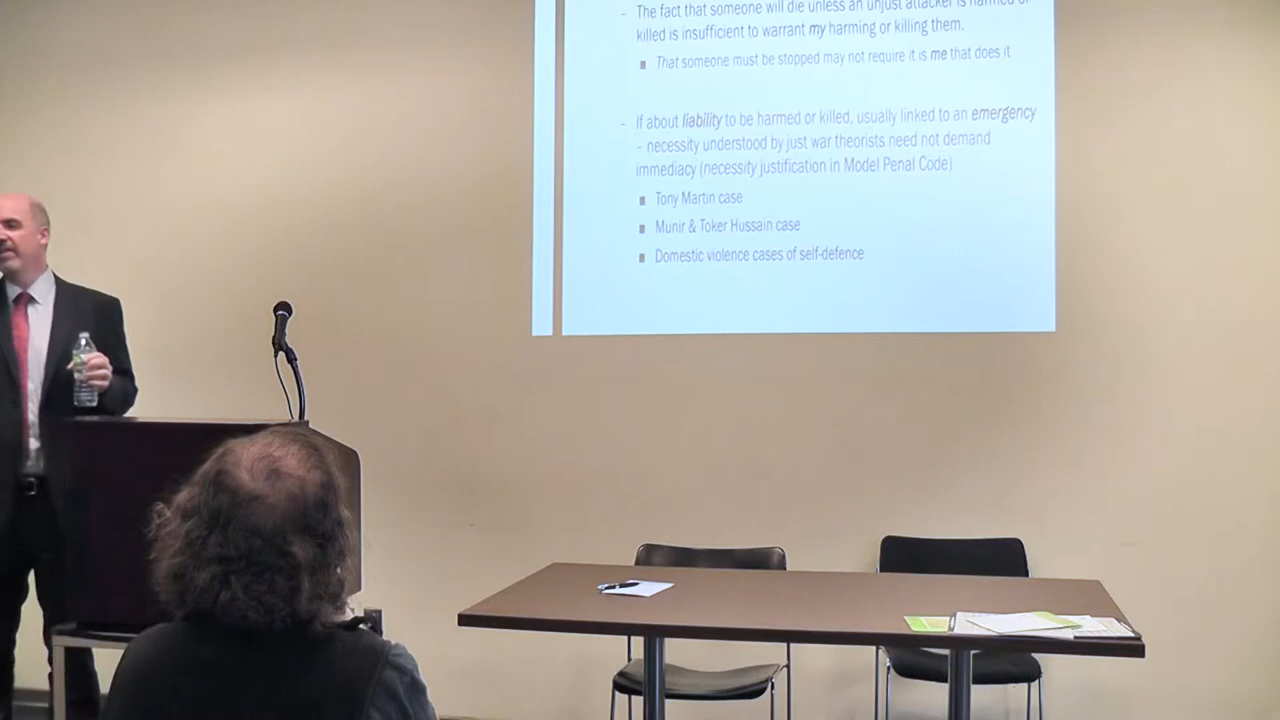 - The fact that someone will die unless an unjust attacker is harmed or
killed is insufficient to warrant my harming or killing them.
▪ That someone must be stopped may not require it is me that does it
- If about liability to be harmed or killed, usually linked to an emergency
– necessity understood by just war theorists need not demand
immediacy (necessity justification in Model Penal Code)
▪ Tony Martin case
▪ Munir & Toker Hussain case
▪ Domestic violence cases of self-defence